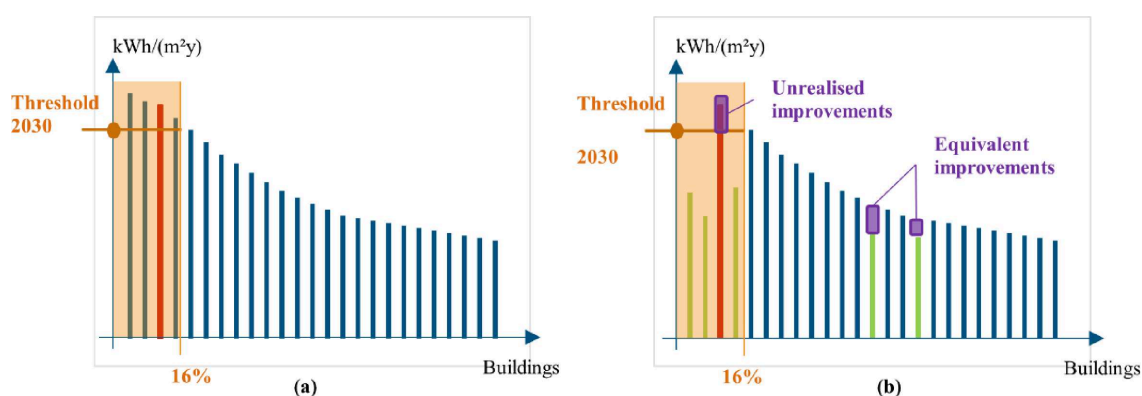 kWh/(m²y)
Threshold
2030
16%
Buildings
(a)
kWh/(m²y)
Unrealised
improvements
Threshold
2030
Equivalent
improvements
16%
Buildings
(b)